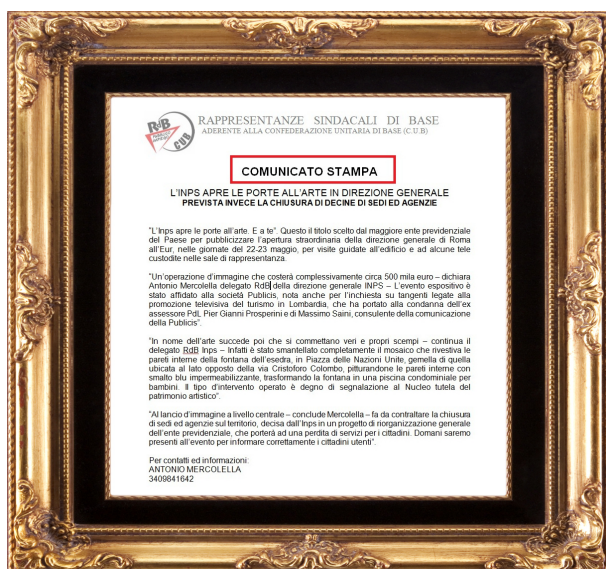 RdB
PUBBLICO
IMPIEGO
CUB
RAPPRESENTANZE SINDACALI DI BASE
ADERENTE ALLA CONFEDERAZIONE UNITARIA DI BASE (C.U.B)
COMUNICATO STAMPA
L'INPS APRE LE PORTE ALL'ARTE IN DIREZIONE GENERALE
PREVISTA INVECE LA CHIUSURA DI DECINE DI SEDI ED AGENZIE
"L'Inps apre le porte all'arte. E a te". Questo il titolo scelto dal maggiore ente previdenziale
del Paese per pubblicizzare l'apertura straordinaria della direzione generale di Roma
all'Eur, nelle giornate del 22-23 maggio, per visite guidate all'edificio e ad alcune tele
custodite nelle sale di rappresentanza.
"Un'operazione d'immagine che costerà complessivamente circa 500 mila euro – dichiara
Antonio Mercolella delegato RdB della direzione generale INPS – L'evento espositivo è
stato affidato alla società Publicis, nota anche per l'inchiesta su tangenti legate alla
promozione televisiva del turismo in Lombardia, che ha portato alla condanna dell'ex
assessore PdL Pier Gianni Prosperini e di Massimo Saini, consulente della comunicazione
della Publicis".
"In nome dell'arte succede poi che si commettano veri e propri scempi – continua il
delegato RdB Inps – Infatti è stato smantellato completamente il mosaico che rivestiva le
pareti interne della fontana dell'esedra, in Piazza delle Nazioni Unite, gemella di quella
ubicata al lato opposto della via Cristoforo Colombo, pitturandone le pareti interne con
smalto blu impermeabilizzante, trasformando la fontana in una piscina condominiale per
bambini. Il tipo d'intervento operato è degno di segnalazione al Nucleo tutela del
patrimonio artistico".
"Al lancio d'immagine a livello centrale – conclude Mercolella – fa da contraltare la chiusura
di sedi ed agenzie sul territorio, decisa dall'Inps in un progetto di riorganizzazione generale
dell'ente previdenziale, che porterà ad una perdita di servizi per i cittadini. Domani saremo
presenti all'evento per informare correttamente i cittadini utenti".
Per contatti ed informazioni:
ANTONIO MERCOLELLA
3409841642